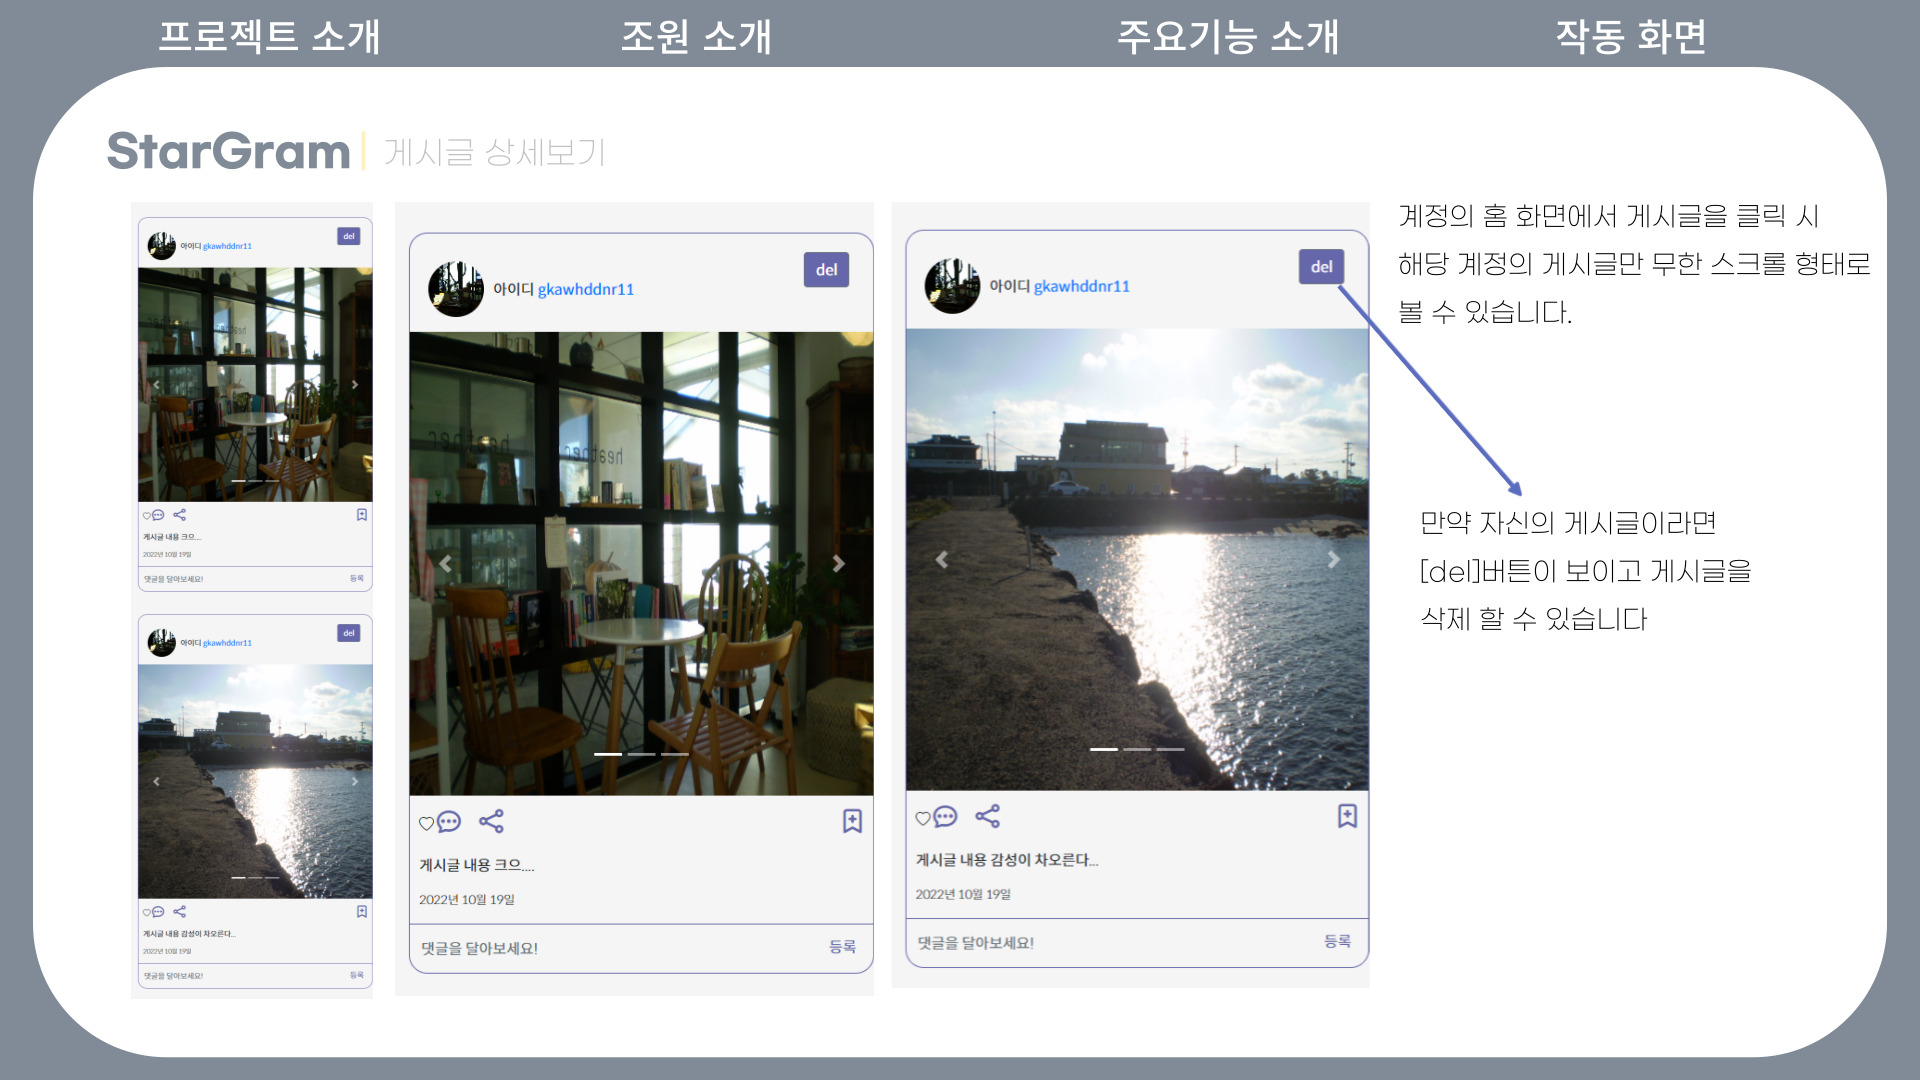 프로젝트 소개
조원 소개
주요기능 소개
작동 화면
StarGram
게시글 상세보기
del
아이디 gkawhddnr11
게시글 내용 크으....
2022년 10월 19일
댓글을 달아보세요!
등록
del
아이디 gkawhddnr11
게시글 내용 감성이 차오른다...
2022년 10월 19일
댓글을 달아보세요!
등록
del
아이디 gkawhddnr11
heather
게시글 내용 크으....
2022년 10월 19일
댓글을 달아보세요!
등록
del
아이디 gkawhddnr11
게시글 내용 감성이 차오른다...
2022년 10월 19일
댓글을 달아보세요!
등록
계정의 홈 화면에서 게시글을 클릭 시
해당 계정의 게시글만 무한 스크롤 형태로
볼 수 있습니다.
만약 자신의 게시글이라면
[del]버튼이 보이고 게시글을
삭제 할 수 있습니다